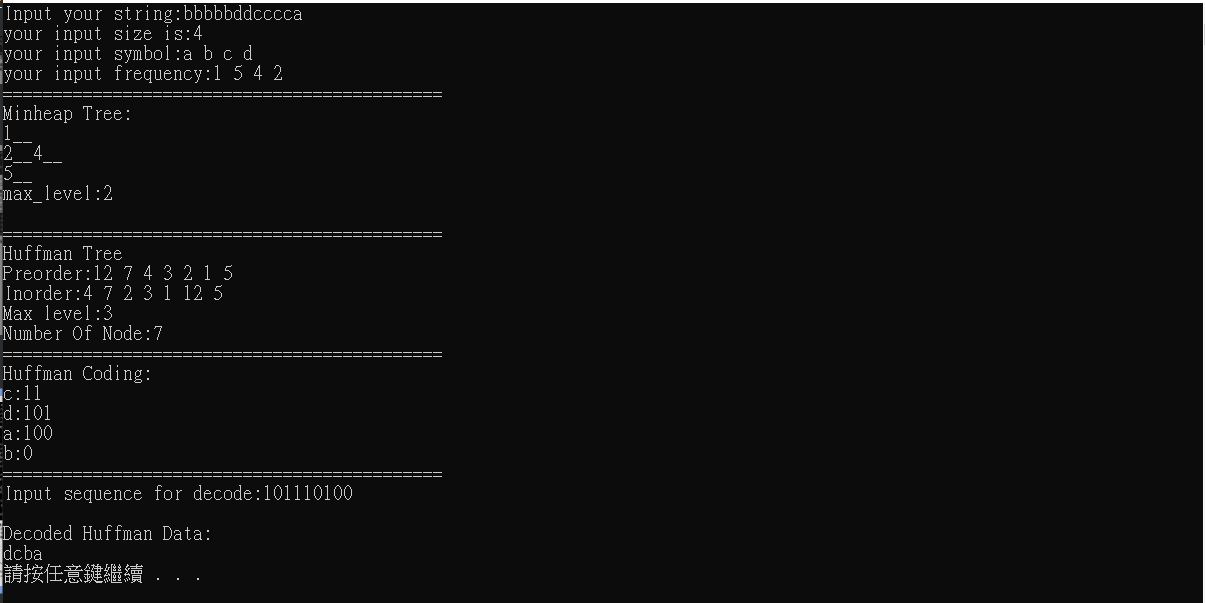 Input your string:bbbbbddcccca
your input size is:4
your input symbol:a b c d
your input frequency:1 5 4 2
============================================
Minheap Tree:
1__
2__4__
5__
max_level:2
============================================
Huffman Tree
Preorder:12 7 4 3 2 1 5
Inorder:4 7 2 3 1 12 5
Max level:3
Number Of Node:7
============================================
Huffman Coding:
c:11
d:101
a:100
b:0
============================================
Input sequence for decode:101110100
Decoded Huffman Data:
dcba
請按任意鍵繼續 . . .